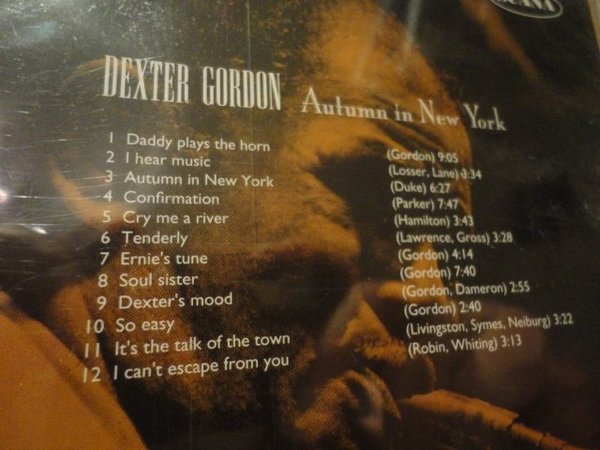 DEXTER GORDON Autumn in New York
1 Daddy plays the horn (Gordon) 9:05
2 I hear music (Losser, Lane) 3:34
3 Autumn in New York (Duke) 6:27
4 Confirmation (Parker) 7:47
5 Cry me a river (Hamilton) 3:43
6 Tenderly (Lawrence, Gross) 3:28
7 Ernie's tune (Gordon) 4:14
8 Soul sister (Gordon) 7:40
9 Dexter's mood (Gordon, Dameron) 2:55
10 So easy (Gordon) 2:40
11 It's the talk of the town (Livingston, Symes, Neiburg) 3:22
12 I can't escape from you (Robin, Whiting) 3:13